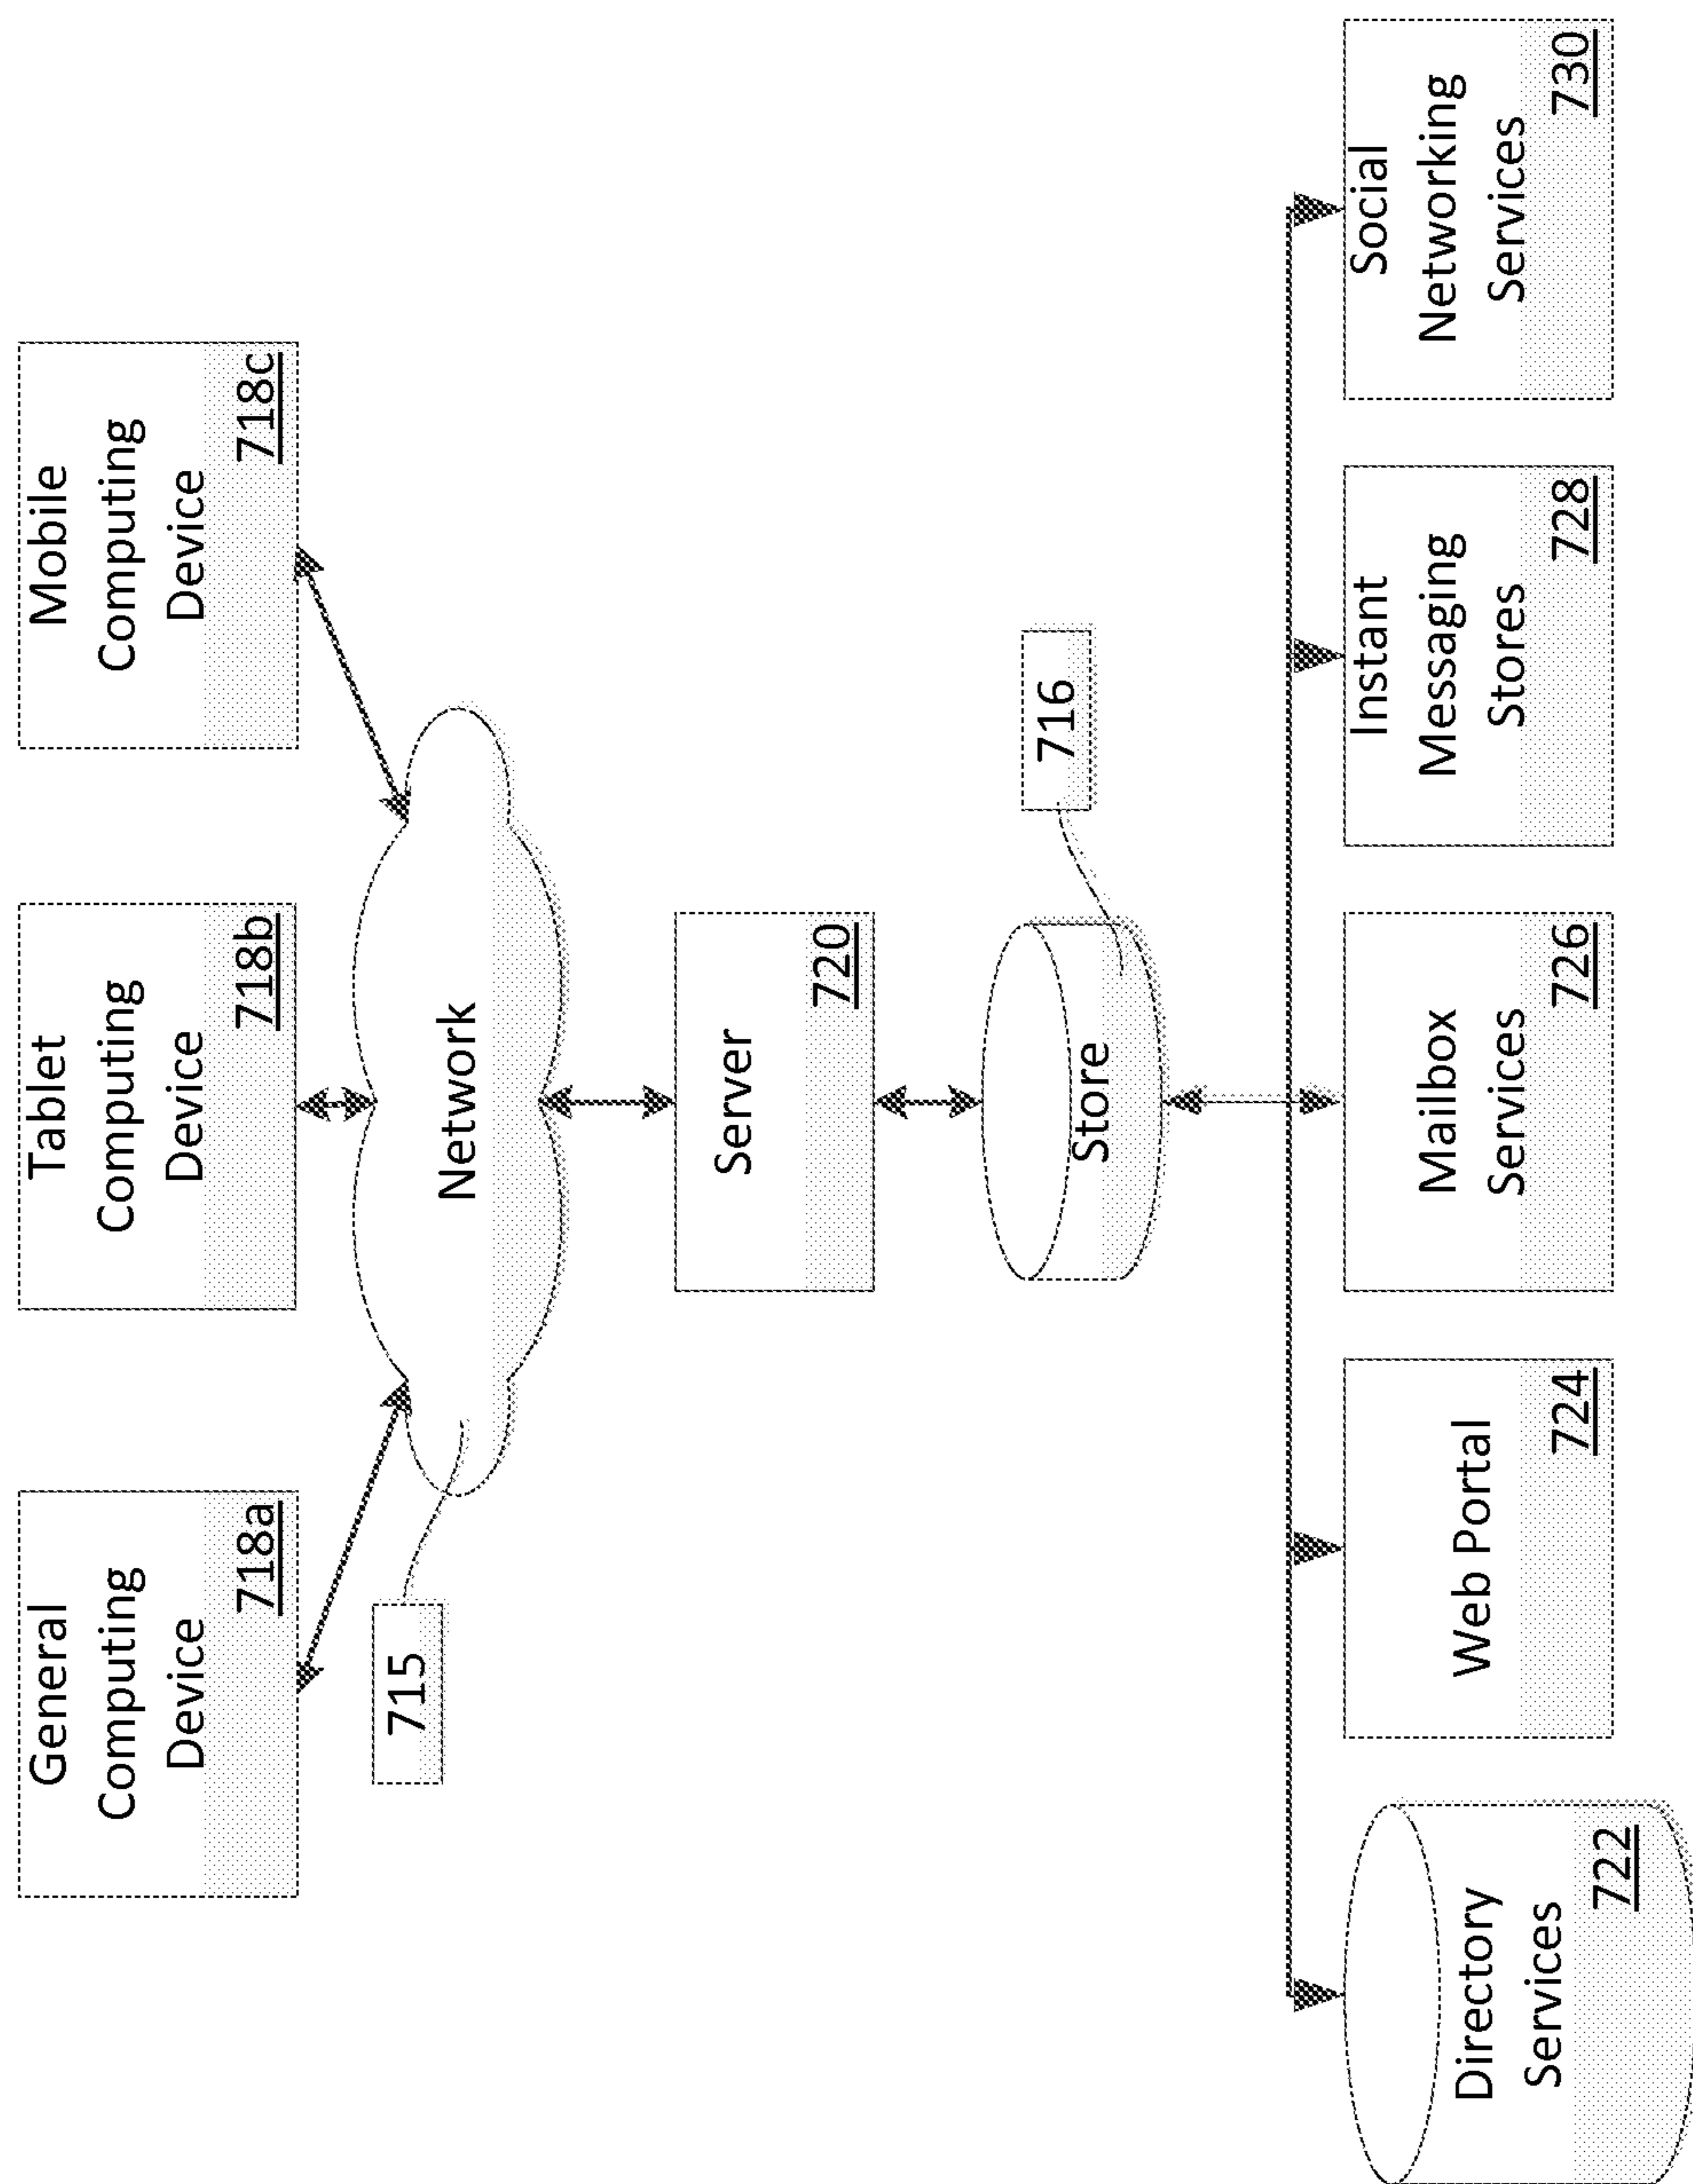 General
Computing
Device
718a
Tablet
Computing
Device
718b
Mobile
Computing
Device
718c
715
Network
Server
720
Store
716
Directory
Services
722
Web Portal
724
Mailbox
Services
726
Instant
Messaging
Stores
728
Social
Networking
Services
730